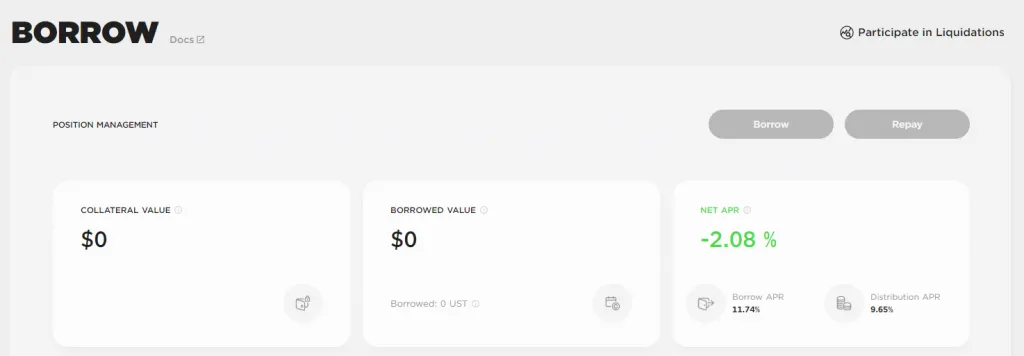 BORROW Docs
Participate in Liquidations
POSITION MANAGEMENT
Borrow
Repay
COLLATERAL VALUE
$0
BORROWED VALUE
$0
Borrowed: 0 UST
NET APR
-2.08 %
Borrow APR
11.74%
Distribution APR
9.65%